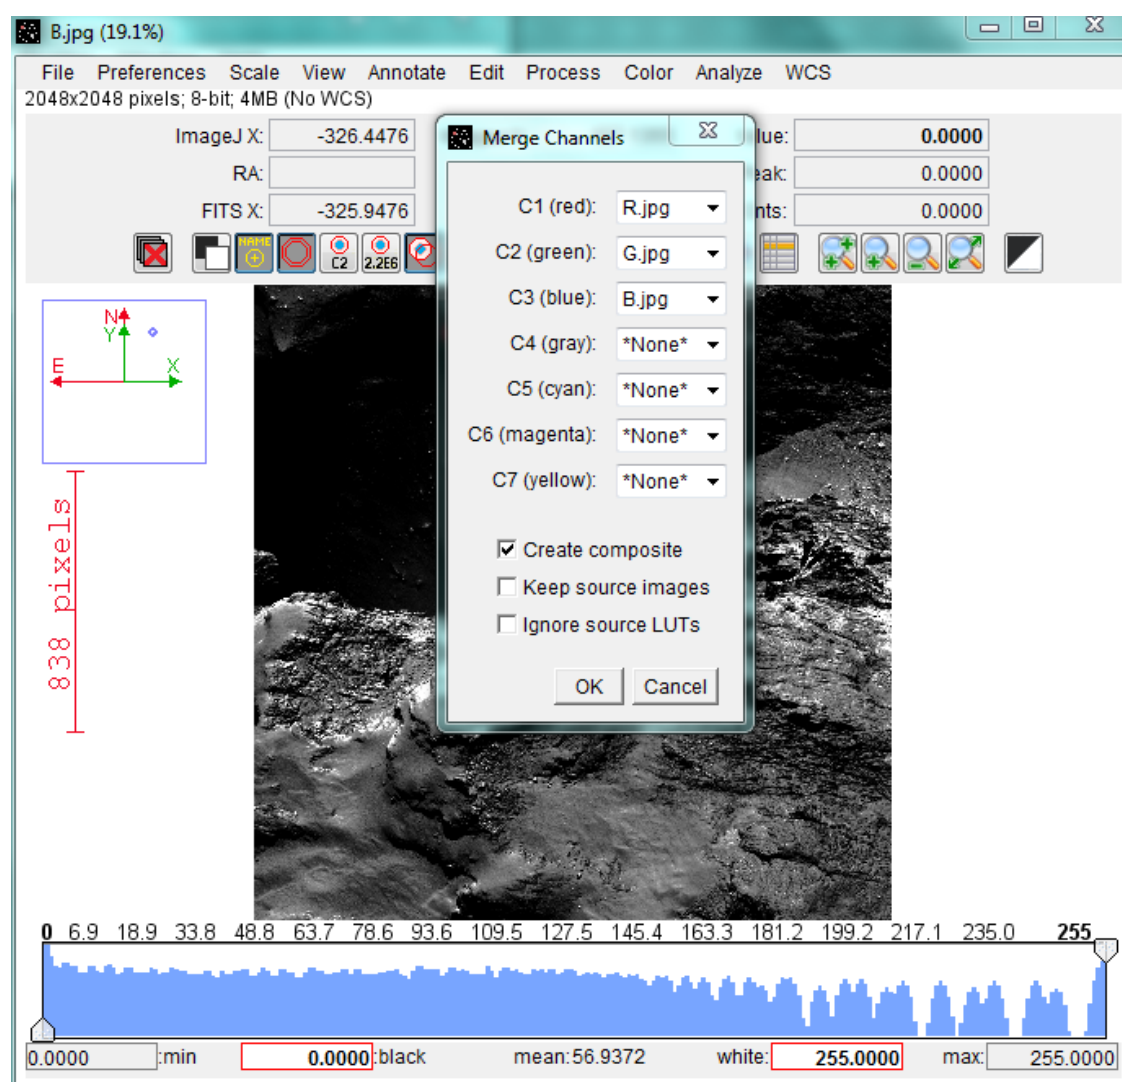 B.jpg (19.1%)
File Preferences Scale View Annotate Edit Process Color Analyze WCS
2048x2048 pixels; 8-bit; 4MB (No WCS)
ImageJ X: -326.4476 lue: 0.0000
RA: eak: 0.0000
FITS X: -325.9476 nts: 0.0000
NAME C2 2.2E6
Merge Channels
C1 (red): R.jpg
C2 (green): G.jpg
C3 (blue): B.jpg
C4 (gray): *None*
C5 (cyan): *None*
C6 (magenta): *None*
C7 (yellow): *None*
Create composite
Keep source images
Ignore source LUTs
OK Cancel
N
Y
E X
838 pixels
0 6.9 18.9 33.8 48.8 63.7 78.6 93.6 109.5 127.5 145.4 163.3 181.2 199.2 217.1 235.0 255
0.0000 :min 0.0000 :black mean: 56.9372 white: 255.0000 max: 255.0000